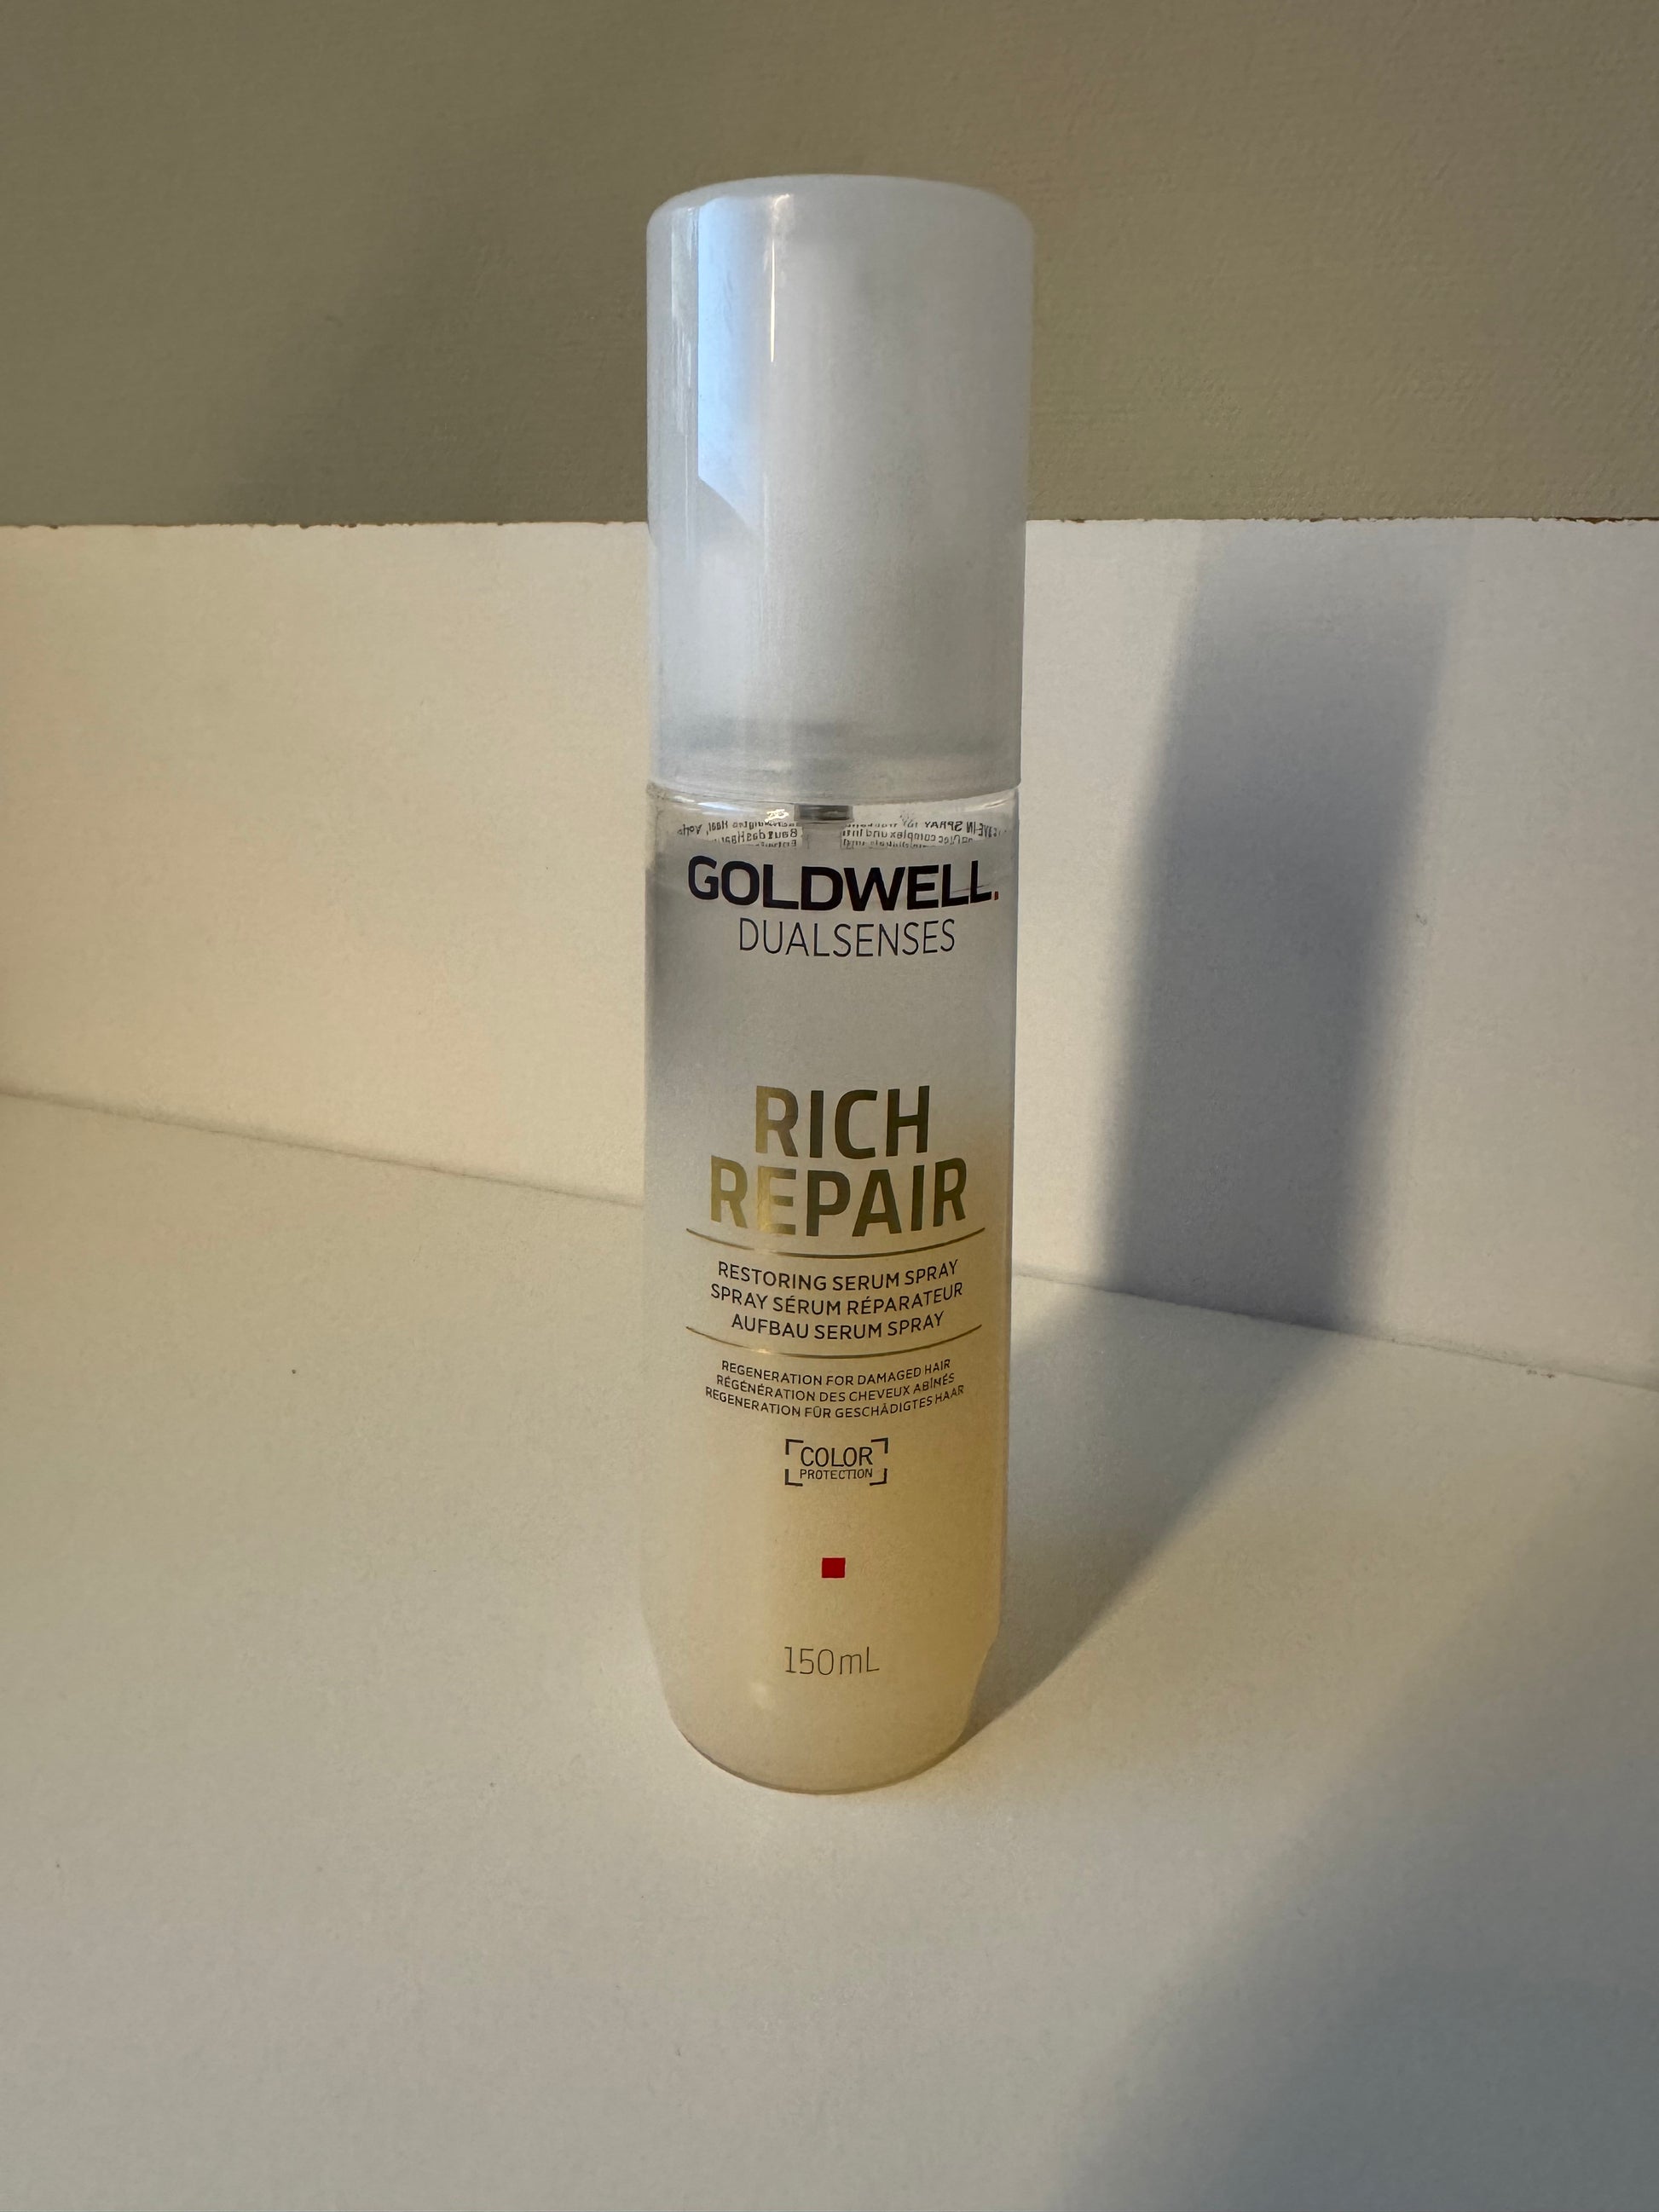 GOLDWELL.
DUALSENSES
RICH
REPAIR
RESTORING SERUM SPRAY
SPRAY SÉRUM RÉPARATEUR
AUFBAU SERUM SPRAY
REGENERATION FOR DAMAGED HAIR
RÉGÉNÉRATION DES CHEVEUX ABÎMÉS
REGENERATION FÜR GESCHÄDIGTES HAAR
COLOR
PROTECTION
150mL